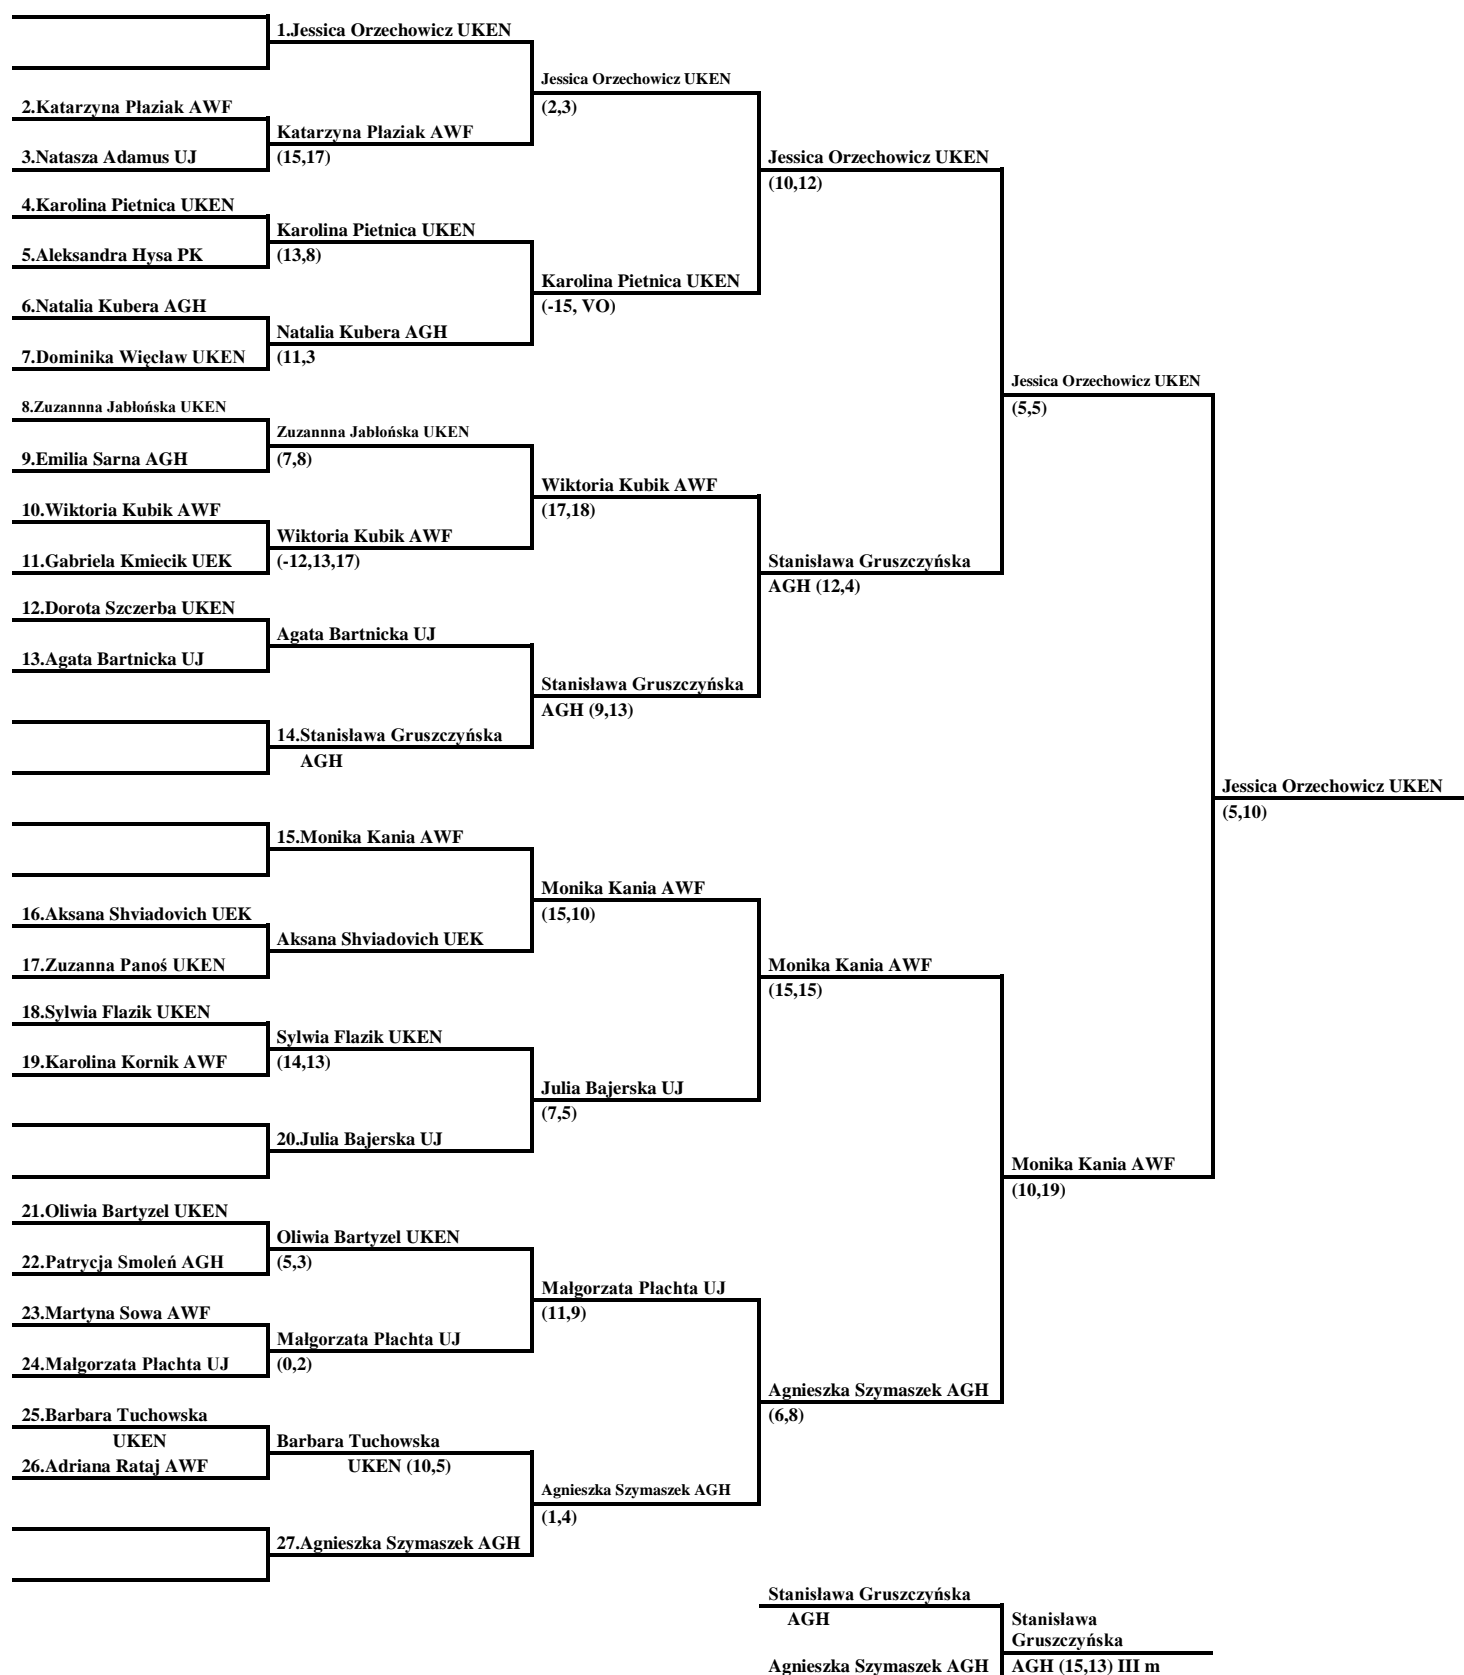 1.Jessica Orzechowicz UKEN
Jessica Orzechowicz UKEN
2.Katarzyna Płaziak AWF
(2,3)
Katarzyna Płaziak AWF
3.Natasza Adamus UJ
(15,17)
Jessica Orzechowicz UKEN
(10,12)
4.Karolina Pietnica UKEN
Karolina Pietnica UKEN
5.Aleksandra Hysa PK
(13,8)
Karolina Pietnica UKEN
6.Natalia Kubera AGH
(-15, VO)
Natalia Kubera AGH
7.Dominika Więcław UKEN
(11,3
Jessica Orzechowicz UKEN
8.Zuzannna Jabłońska UKEN
(5,5)
Zuzannna Jabłońska UKEN
9.Emilia Sarna AGH
(7,8)
Wiktoria Kubik AWF
10.Wiktoria Kubik AWF
(17,18)
Wiktoria Kubik AWF
11.Gabriela Kmiecik UEK
(-12,13,17)
Stanisława Gruszczyńska
AGH (12,4)
12.Dorota Szczerba UKEN
Agata Bartnicka UJ
13.Agata Bartnicka UJ
Stanisława Gruszczyńska
AGH (9,13)
14.Stanisława Gruszczyńska
AGH
Jessica Orzechowicz UKEN
(5,10)
15.Monika Kania AWF
Monika Kania AWF
16.Aksana Shviadovich UEK
(15,10)
Aksana Shviadovich UEK
17.Zuzanna Panoś UKEN
Monika Kania AWF
(15,15)
18.Sylwia Flazik UKEN
Sylwia Flazik UKEN
19.Karolina Kornik AWF
(14,13)
Julia Bajerska UJ
(7,5)
20.Julia Bajerska UJ
Monika Kania AWF
(10,19)
21.Oliwia Bartyzel UKEN
Oliwia Bartyzel UKEN
22.Patrycja Smoleń AGH
(5,3)
Małgorzata Płachta UJ
23.Martyna Sowa AWF
(11,9)
Małgorzata Płachta UJ
24.Małgorzata Płachta UJ
(0,2)
Agnieszka Szymaszek AGH
(6,8)
25.Barbara Tuchowska
UKEN
Barbara Tuchowska
26.Adriana Rataj AWF
UKEN (10,5)
Agnieszka Szymaszek AGH
(1,4)
27.Agnieszka Szymaszek AGH
Stanisława Gruszczyńska
AGH
Stanisława
Gruszczyńska
Agnieszka Szymaszek AGH
AGH (15,13) III m